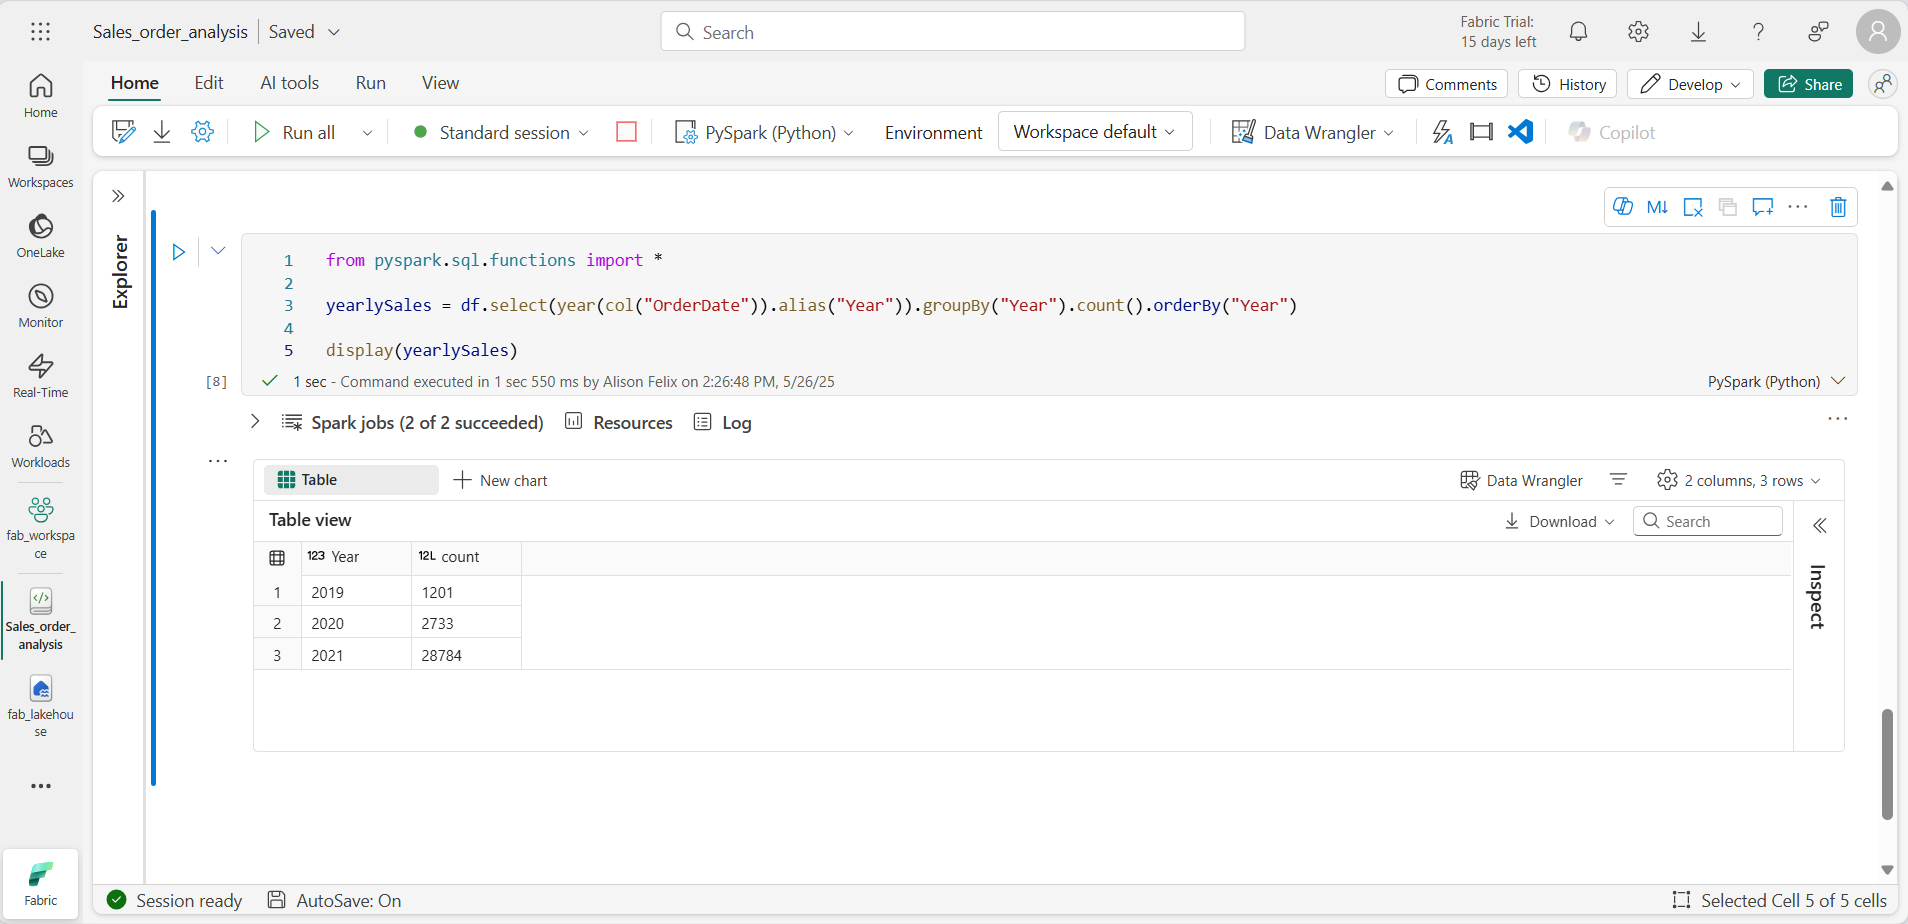 Sales_order_analysis Saved
Search
Fabric Trial:
15 days left
Home Edit AI tools Run View
Comments History Develop Share
Run all Standard session PySpark (Python) Environment Workspace default Data Wrangler Copilot
Home
Workspaces
OneLake
Monitor
Real-Time
Workloads
fab_workspa
ce
Sales_order_
analysis
fab_lakehou
se
Fabric
Explorer
M↓
1 from pyspark.sql.functions import *
2
3 yearlySales = df.select(year(col("OrderDate")).alias("Year")).groupBy("Year").count().orderBy("Year")
4
5 display(yearlySales)
[8] 1 sec - Command executed in 1 sec 550 ms by Alison Felix on 2:26:48 PM, 5/26/25 PySpark (Python)
Spark jobs (2 of 2 succeeded) Resources Log
Table New chart Data Wrangler 2 columns, 3 rows
Table view Download Search
Inspect
123 Year 12L count
1 2019 1201
2 2020 2733
3 2021 28784
Session ready AutoSave: On Selected Cell 5 of 5 cells